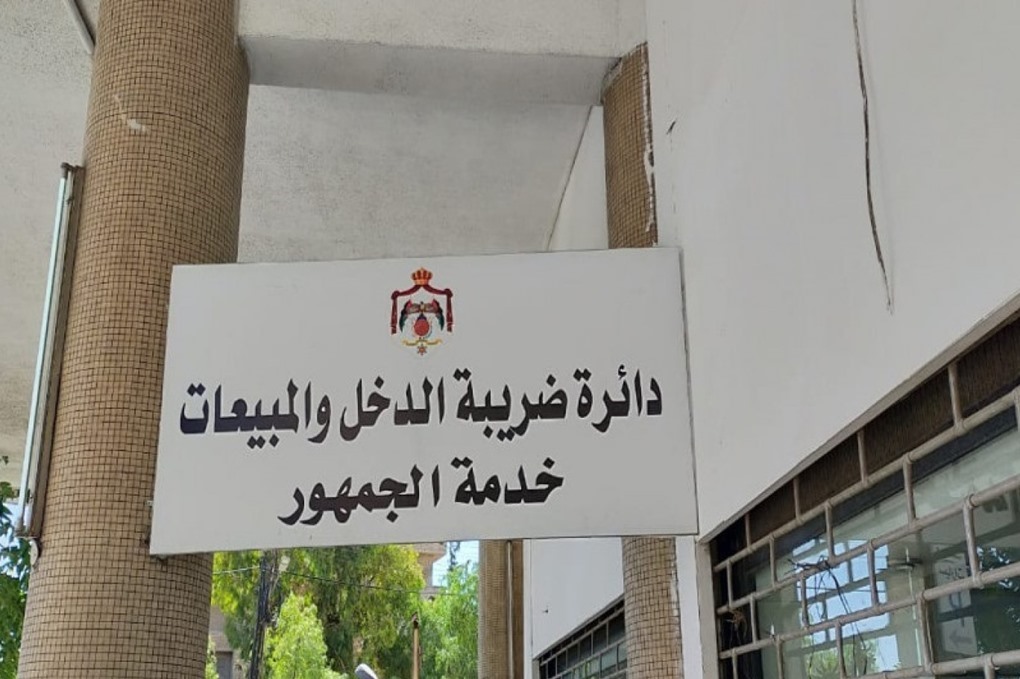 دائرة ضريبة الدخل والمبيعات
خدمة الجمهور